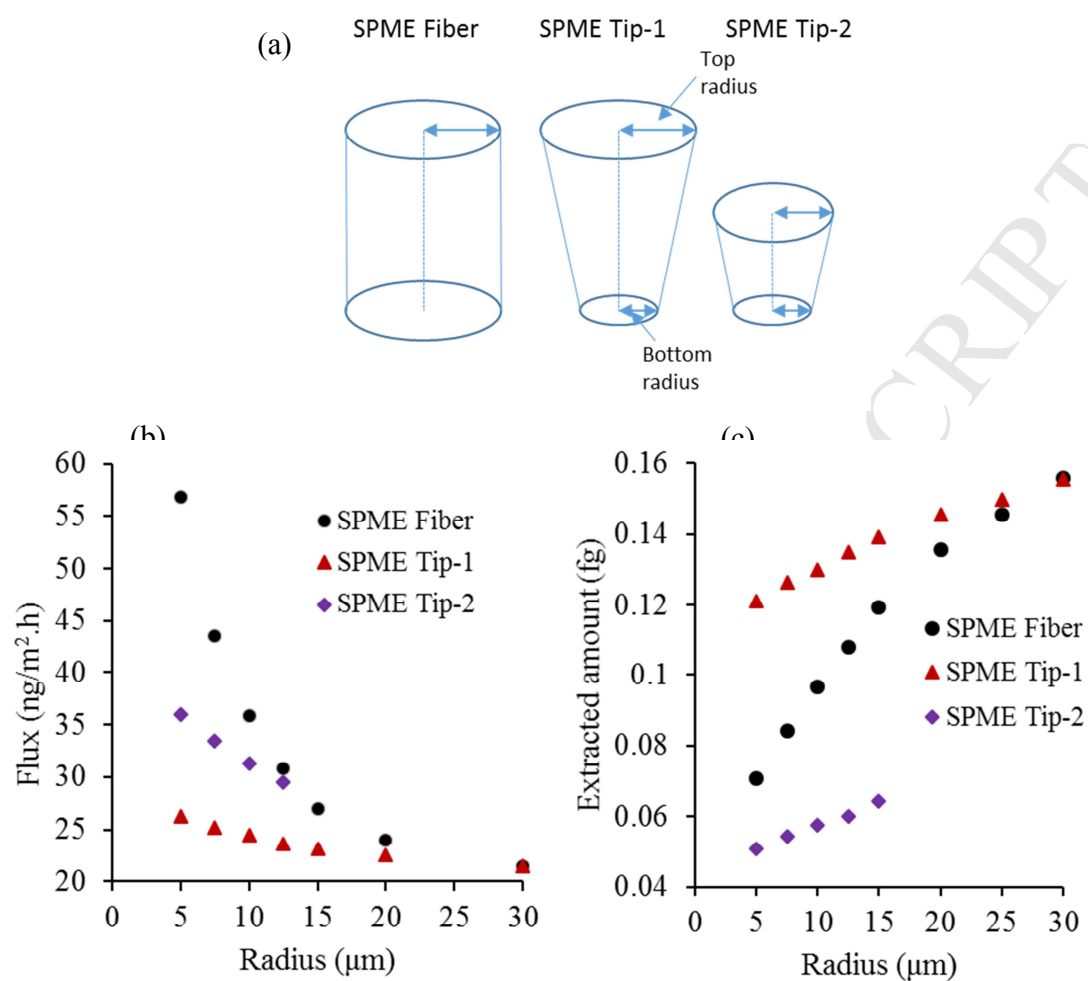 (a)
SPME Fiber
SPME Tip-1
SPME Tip-2
Top
radius
Bottom
radius
CRIPT
(b)
60
55
50
45
40
35
30
25
20
0
5
10
15
20
25
30
Flux (ng/m².h)
Radius (μm)
SPME Fiber
SPME Tip-1
SPME Tip-2
(c)
0.16
0.14
0.12
0.1
0.08
0.06
0.04
0
5
10
15
20
25
30
Extracted amount (fg)
Radius (μm)
SPME Fiber
SPME Tip-1
SPME Tip-2